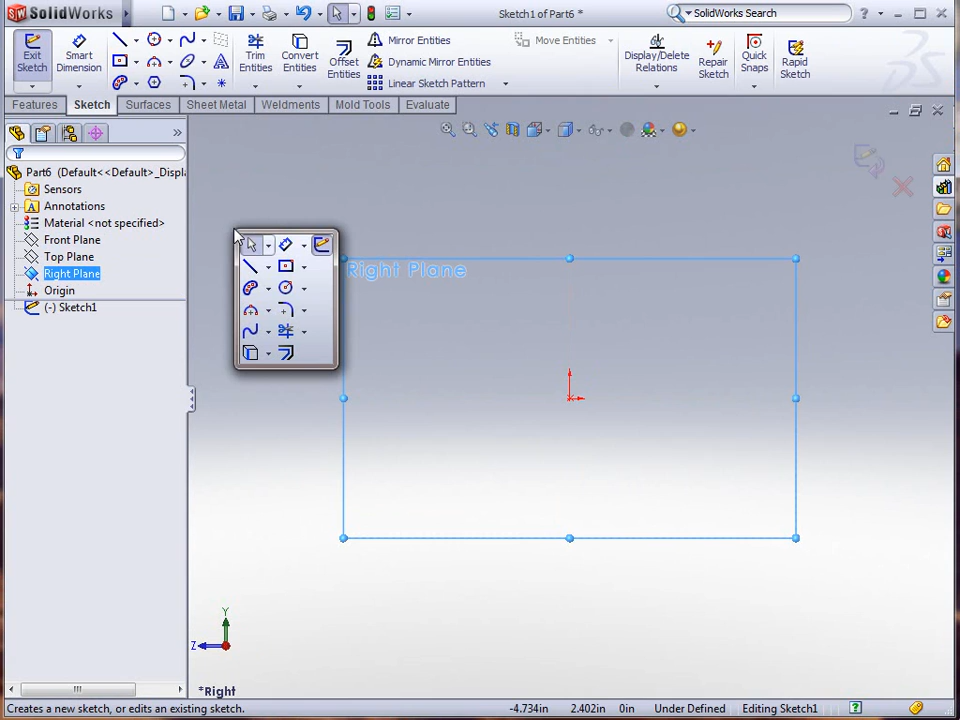 SolidWorks
Sketch1 of Part6 *
SolidWorks Search
Exit Sketch
Smart Dimension
Trim Entities
Convert Entities
Offset Entities
Mirror Entities
Dynamic Mirror Entities
Linear Sketch Pattern
Move Entities
Display/Delete Relations
Repair Sketch
Quick Snaps
Rapid Sketch
Features
Sketch
Surfaces
Sheet Metal
Weldments
Mold Tools
Evaluate
Part6 (Default<<Default>_Displa
Sensors
Annotations
Material <not specified>
Front Plane
Top Plane
Right Plane
Origin
(-) Sketch1
Right Plane
Y
Z
*Right
Creates a new sketch, or edits an existing sketch.
-4.734in
2.402in
0in
Under Defined
Editing Sketch1